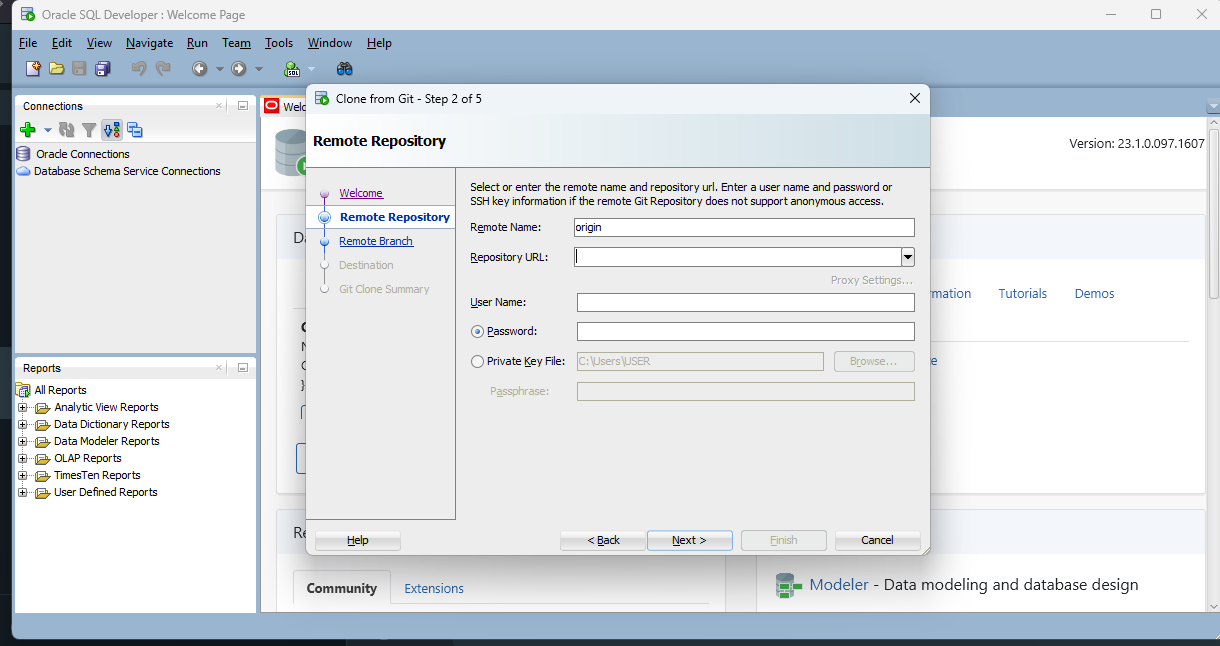 Oracle SQL Developer : Welcome Page
File Edit View Navigate Run Team Tools Window Help
Connections
Oracle Connections
Database Schema Service Connections
Reports
All Reports
Analytic View Reports
Data Dictionary Reports
Data Modeler Reports
OLAP Reports
TimesTen Reports
User Defined Reports
Version: 23.1.0.097.1607
Tutorials
Demos
Clone from Git - Step 2 of 5
Remote Repository
Welcome
Remote Repository
Remote Branch
Destination
Git Clone Summary
Select or enter the remote name and repository url. Enter a user name and password or
SSH key information if the remote Git Repository does not support anonymous access.
Remote Name: origin
Repository URL:
Proxy Settings...
User Name:
Password:
Private Key File: C:\Users\USER Browse...
Passphrase:
Help < Back Next > Finish Cancel
Community Extensions
Modeler - Data modeling and database design